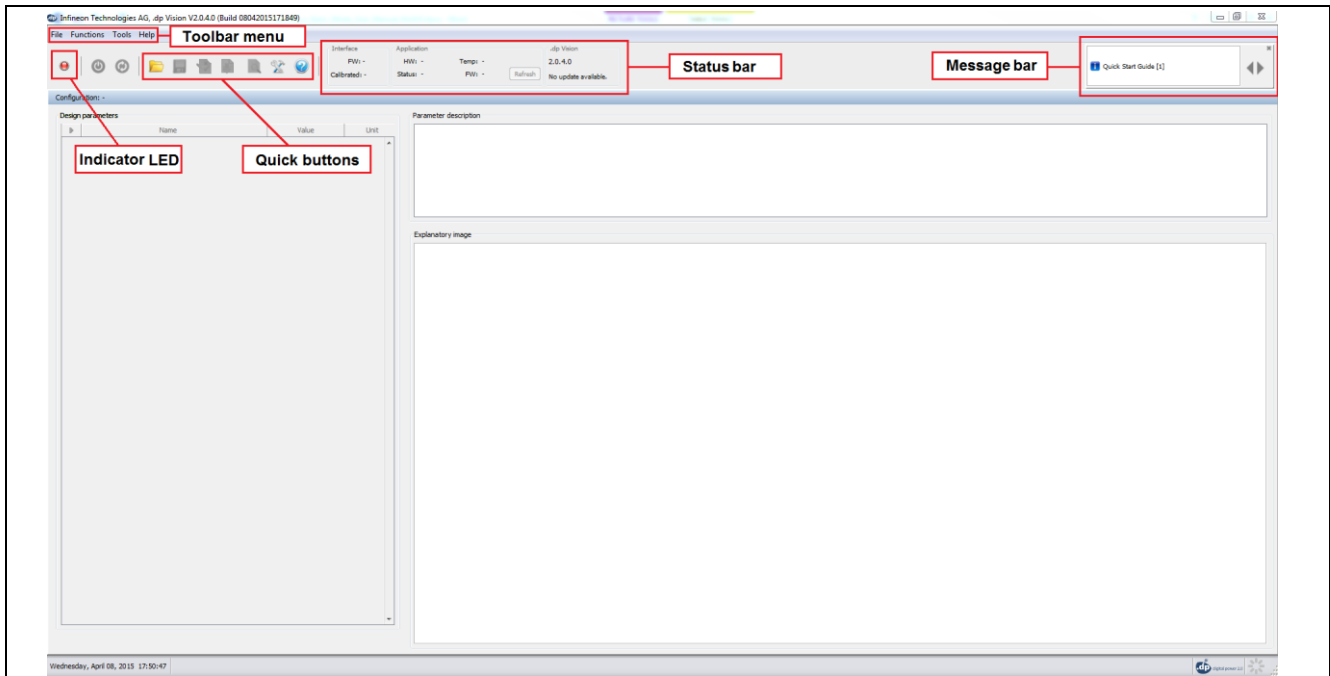 Infineon Technologies AG, .dp Vision V2.0.4.0 (Build 08042015171849)
File Functions Tools Help
Toolbar menu
Interface
FW: -
Calibrated: -
Application
HW: - Temp: -
Status: - FW: -
Refresh
.dp Vision
2.0.4.0
No update available.
Status bar
Message bar
Quick Start Guide [1]
Configuration: -
Design parameters
Name Value Unit
Indicator LED
Quick buttons
Parameter description
Explanatory image
Wednesday, April 08, 2015 17:50:47
.dp